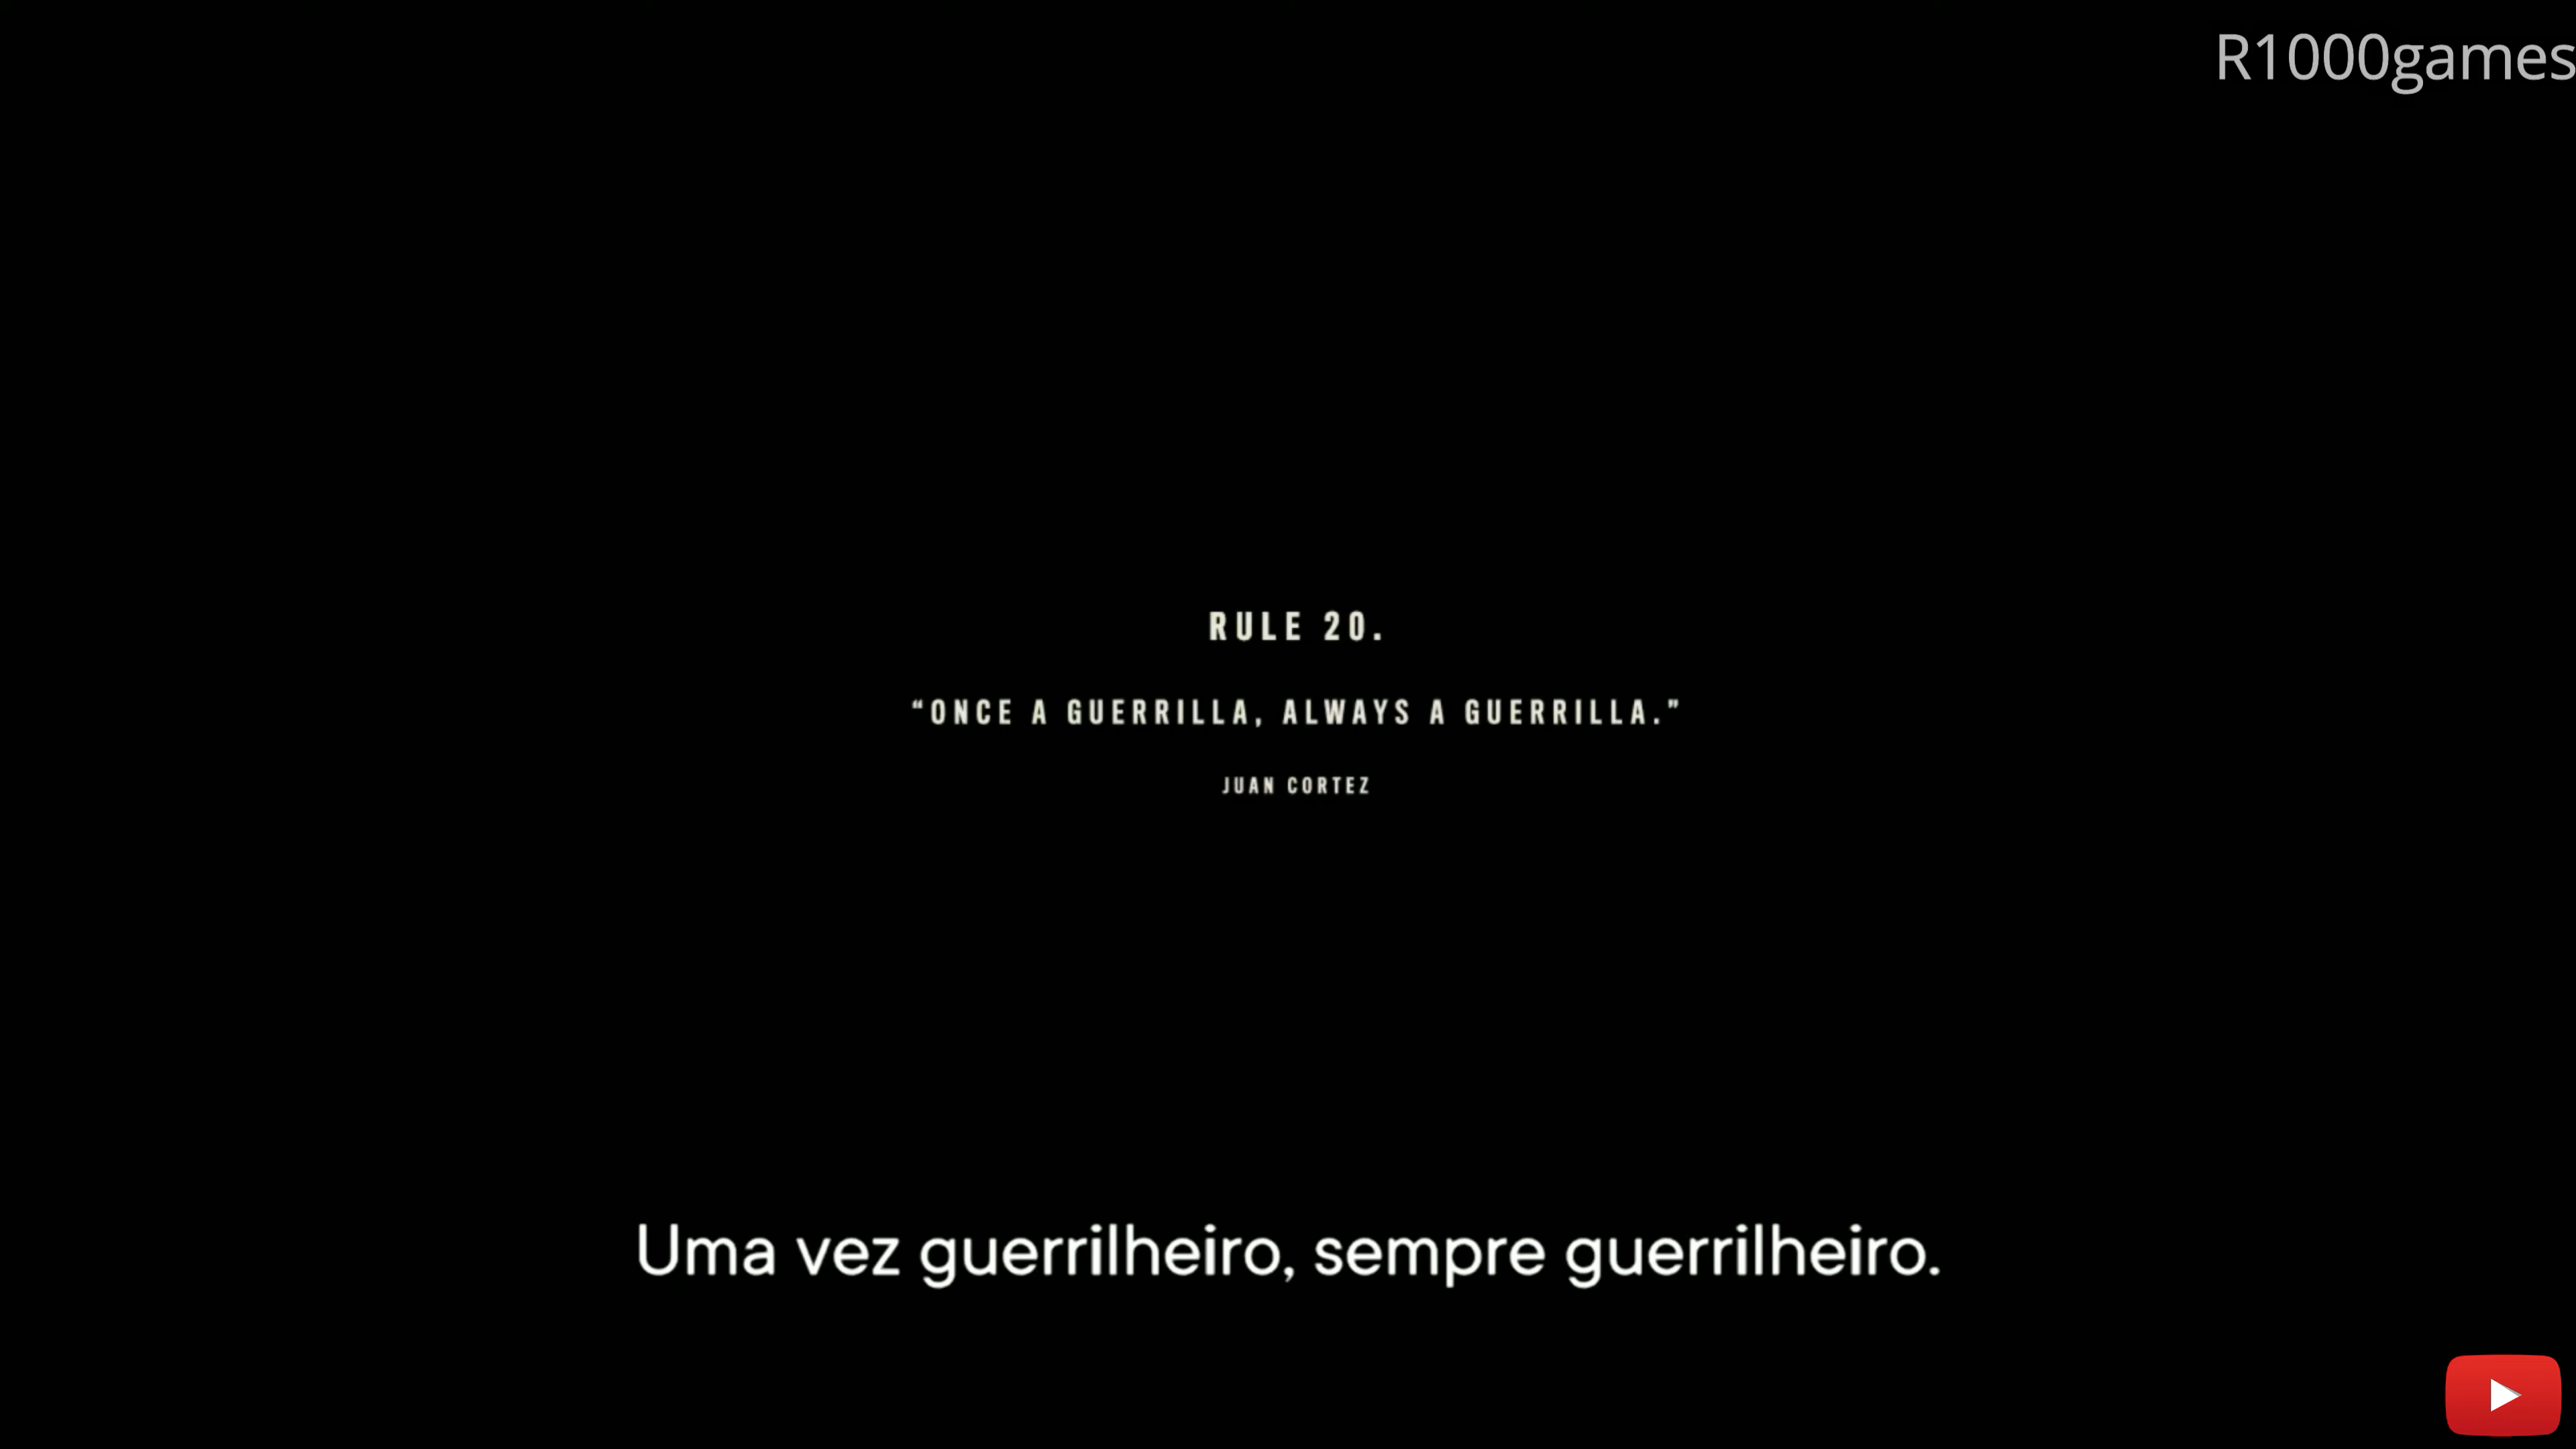 R1000games
RULE 20.
“ONCE A GUERRILLA, ALWAYS A GUERRILLA.”
JUAN CORTEZ
Uma vez guerrilheiro, sempre guerrilheiro.